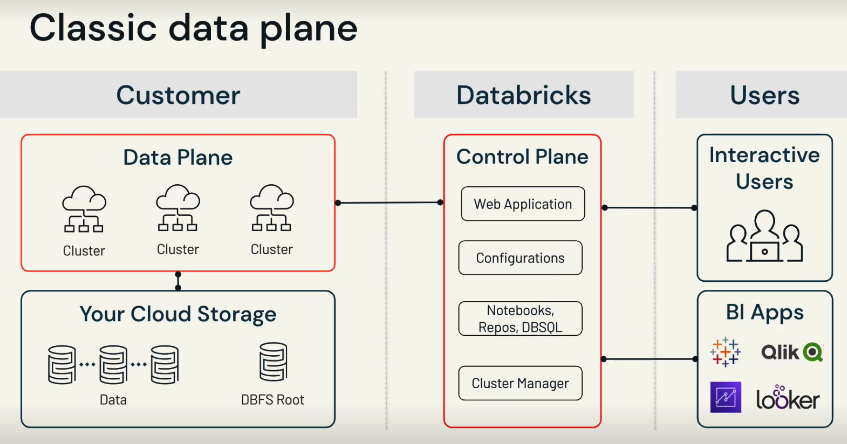 Classic data plane
Customer
Databricks
Users
Data Plane
Cluster
Cluster
Cluster
Your Cloud Storage
Data
DBFS Root
Control Plane
Web Application
Configurations
Notebooks,
Repos, DBSQL
Cluster Manager
Interactive
Users
BI Apps
Qlik
looker